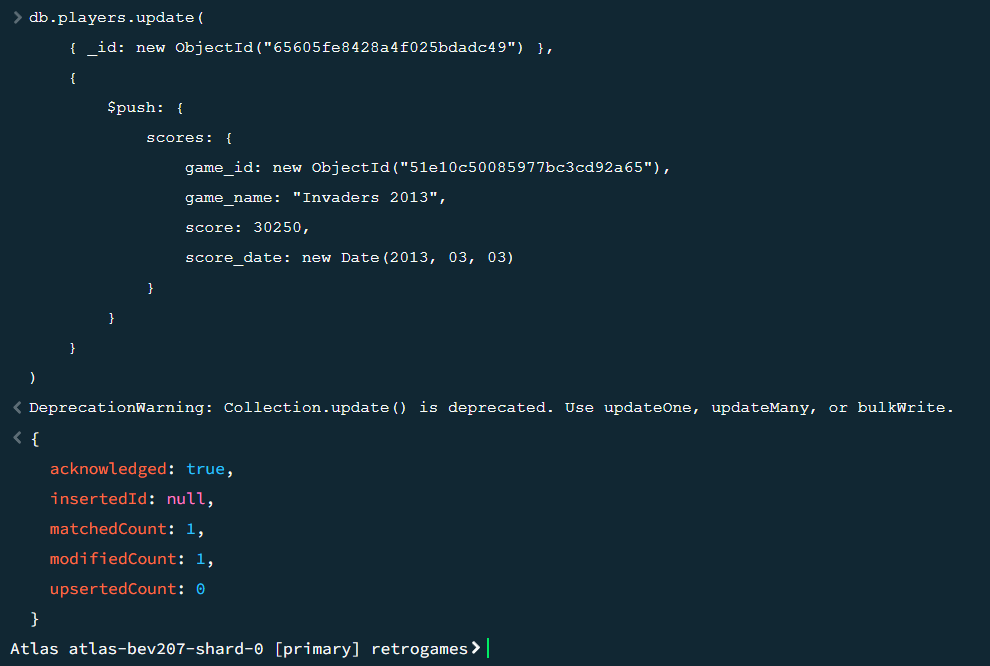 db.players.update(
{ _id: new ObjectId("65605fe8428a4f025bdadc49") },
{
$push: {
scores: {
game_id: new ObjectId("51e10c50085977bc3cd92a65"),
game_name: "Invaders 2013",
score: 30250,
score_date: new Date(2013, 03, 03)
}
}
}
)
DeprecationWarning: Collection.update() is deprecated. Use updateOne, updateMany, or bulkWrite.
{
acknowledged: true,
insertedId: null,
matchedCount: 1,
modifiedCount: 1,
upsertedCount: 0
}
Atlas atlas-bev207-shard-0 [primary] retrogames>